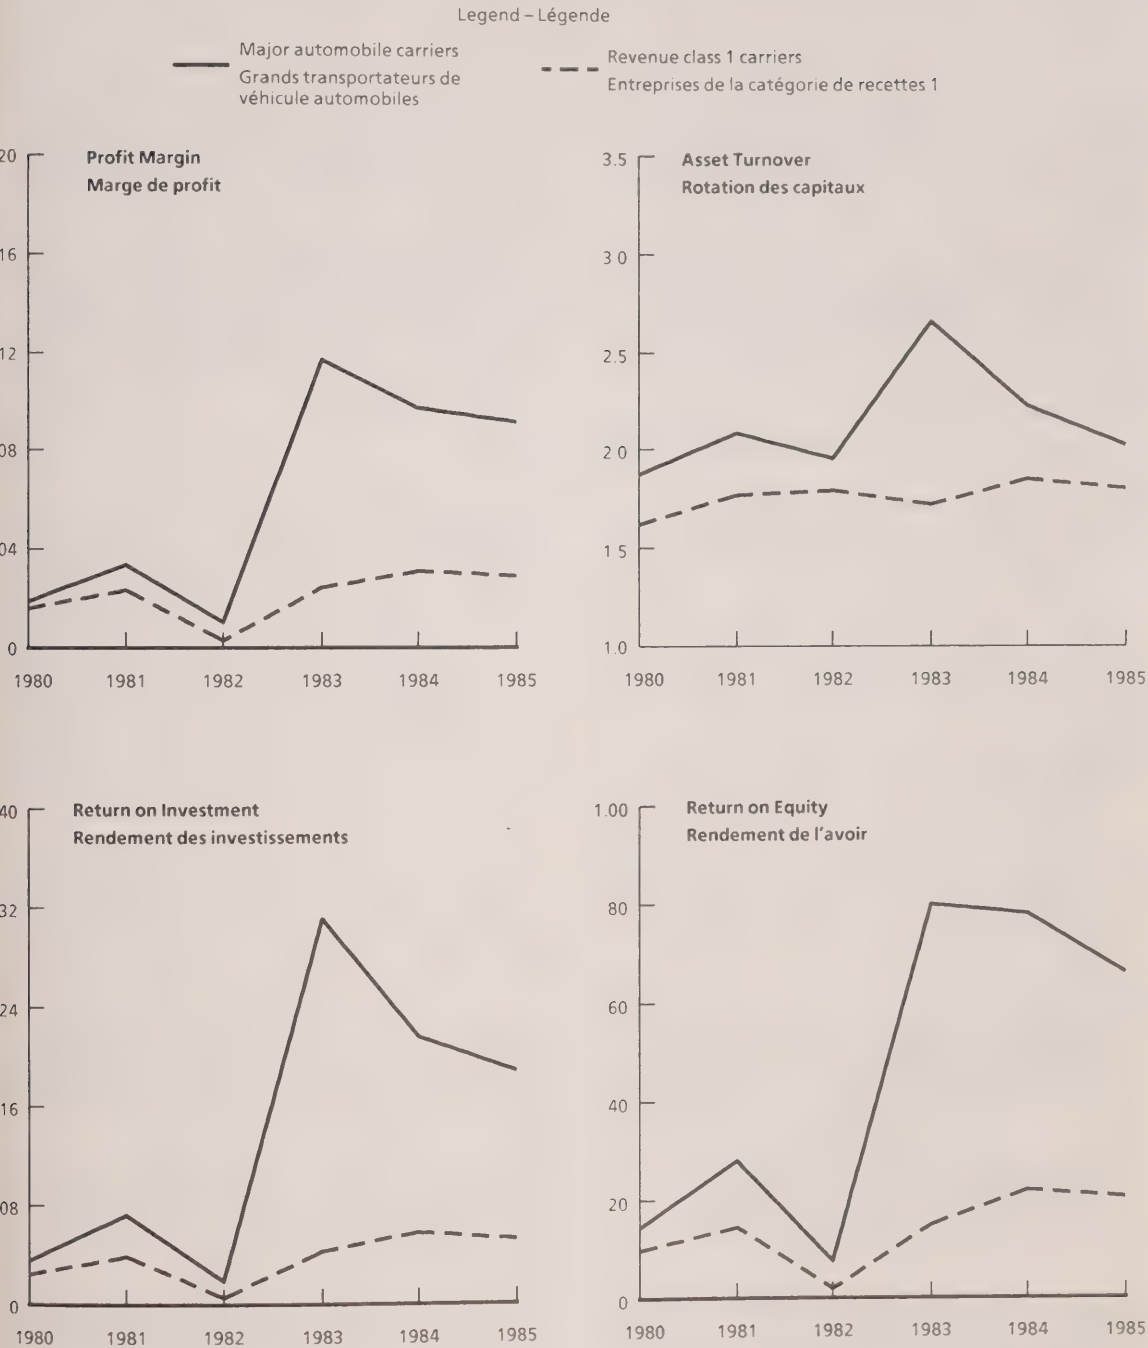 Legend – Légende
Major automobile carriers
Grands transportateurs de
véhicule automobiles
Revenue class 1 carriers
Entreprises de la catégorie de recettes 1
Profit Margin
Marge de profit
20
16
12
08
04
0
1980 1981 1982 1983 1984 1985
Asset Turnover
Rotation des capitaux
3.5
3 0
2.5
2 0
1 5
1.0
1980 1981 1982 1983 1984 1985
Return on Investment
Rendement des investissements
40
32
24
16
08
0
1980 1981 1982 1983 1984 1985
Return on Equity
Rendement de l'avoir
1.00
80
60
40
20
0
1980 1981 1982 1983 1984 1985